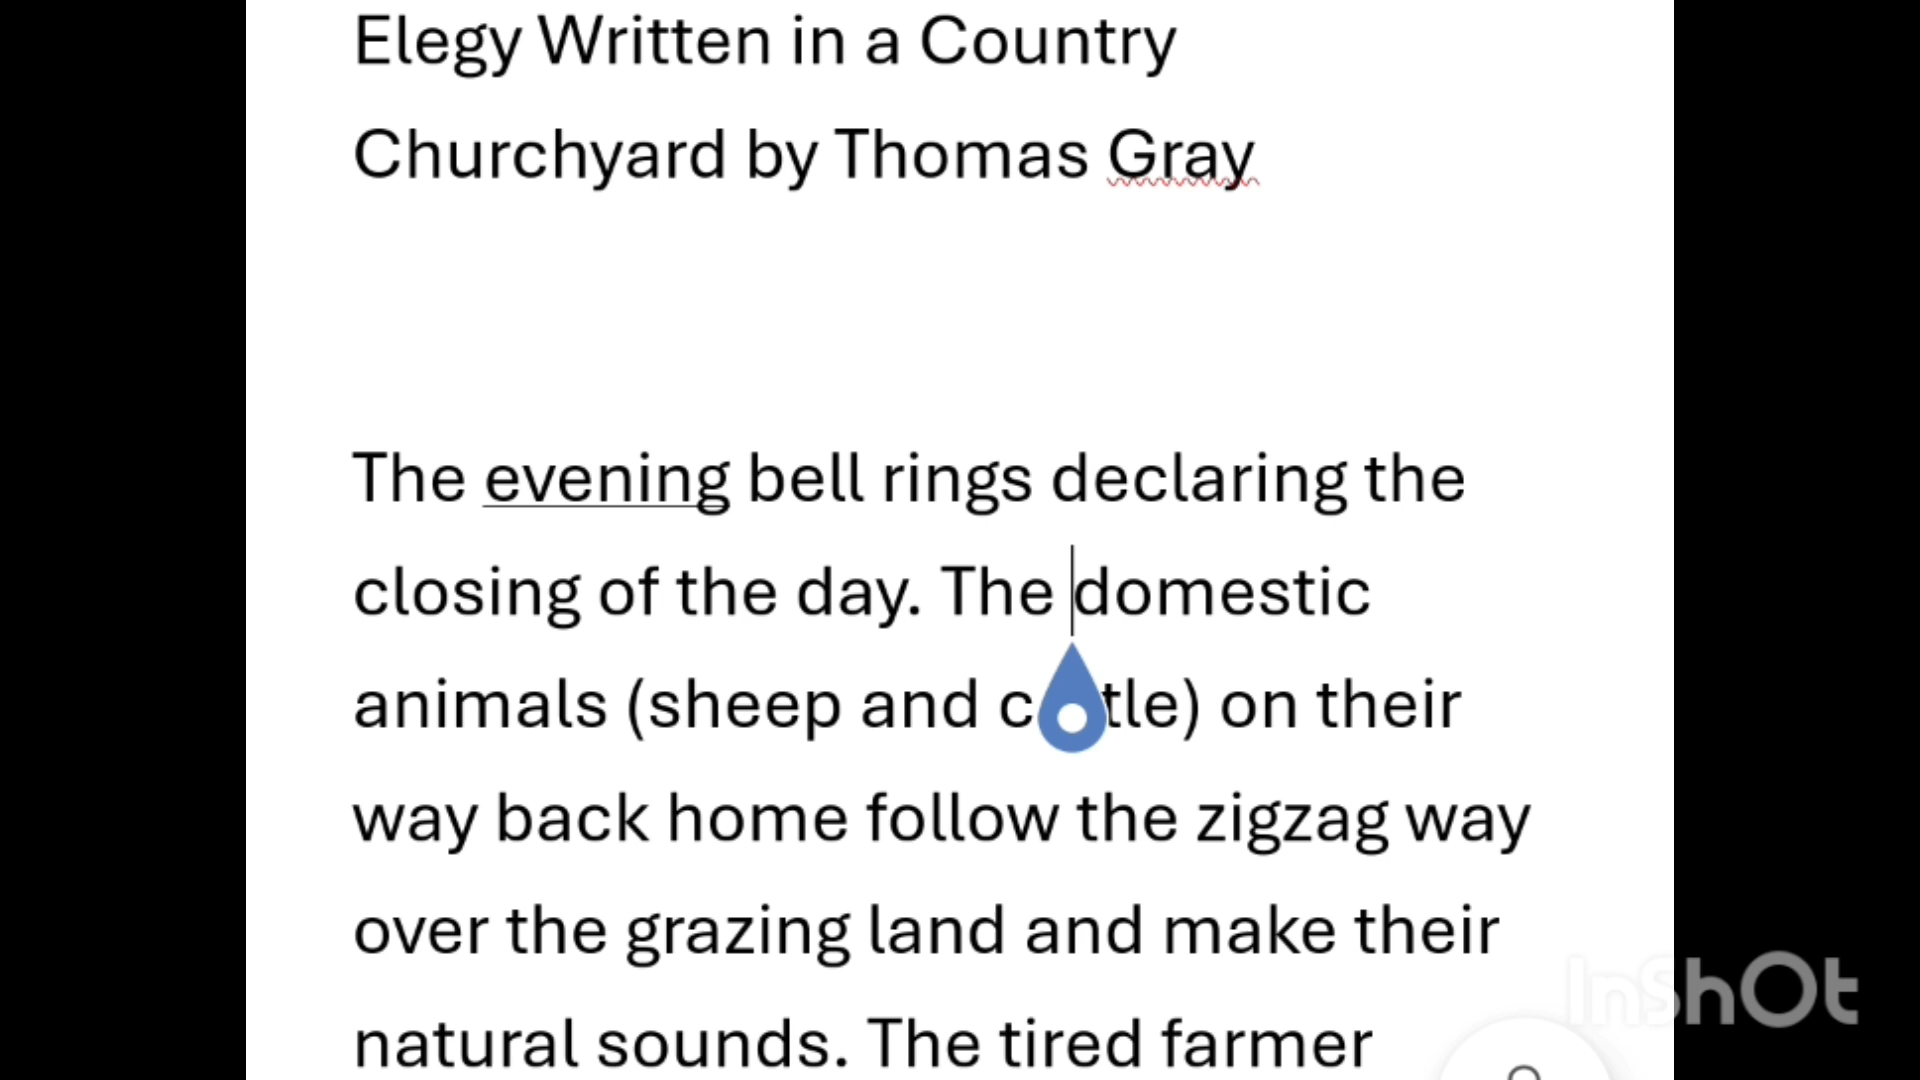 Elegy Written in a Country
Churchyard by Thomas Gray
The evening bell rings declaring the
closing of the day. The domestic
animals (sheep and cattle) on their
way back home follow the zigzag way
over the grazing land and make their
natural sounds. The tired farmer
InShOt